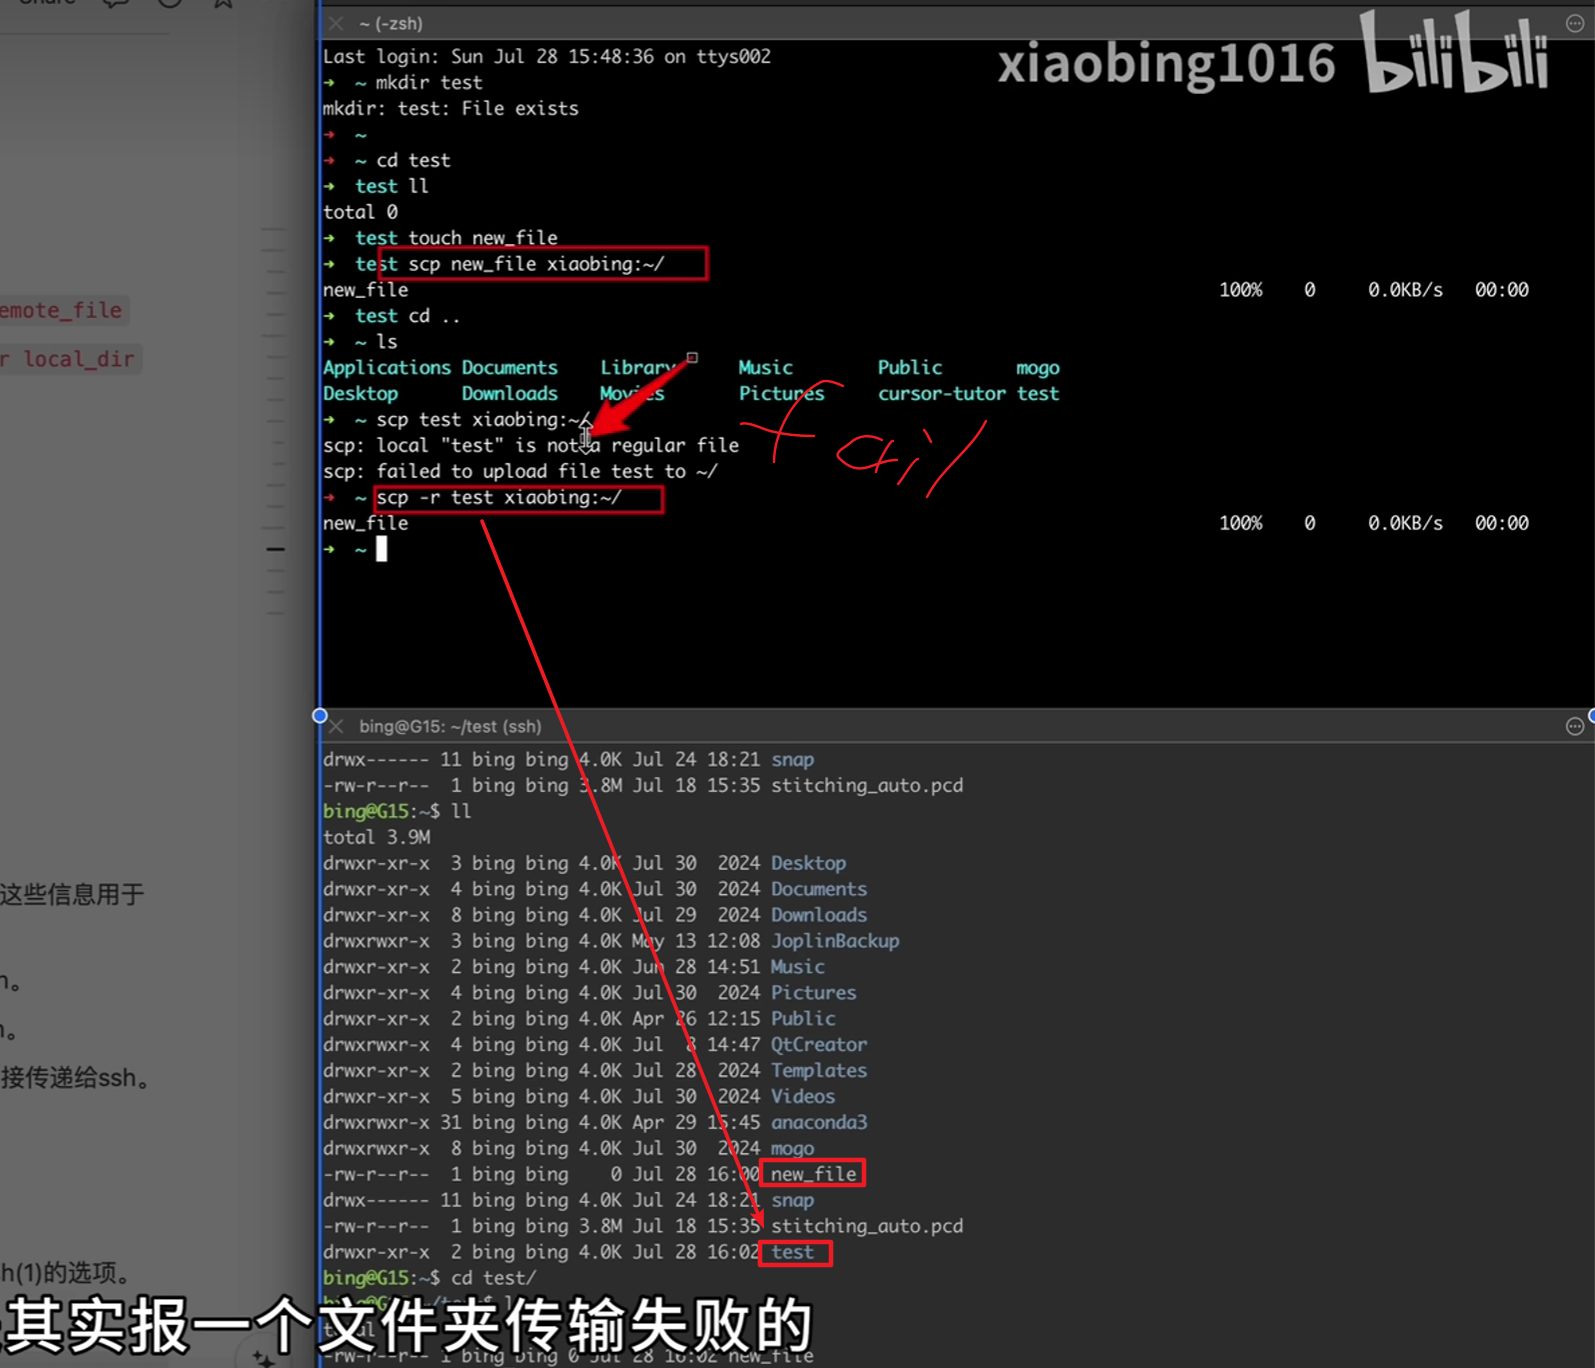 Share
~ (-zsh)
xiaobing1016 bilibili
Last login: Sun Jul 28 15:48:36 on ttys002
➜ ~ mkdir test
mkdir: test: File exists
➜ ~
➜ ~ cd test
➜ test ll
total 0
➜ test touch new_file
➜ test scp new_file xiaobing:~/
new_file 100% 0 0.0KB/s 00:00
➜ test cd ..
➜ ~ ls
Applications Documents Library Music Public mogo
Desktop Downloads Movies Pictures cursor-tutor test
➜ ~ scp test xiaobing:~/
scp: local "test" is not a regular file
scp: failed to upload file test to ~/
fail
➜ ~ scp -r test xiaobing:~/
new_file 100% 0 0.0KB/s 00:00
➜ ~
emote_file
r local_dir
这些信息用于
接传递给ssh。
h(1)的选项。
bing@G15: ~/test (ssh)
drwx------ 11 bing bing 4.0K Jul 24 18:21 snap
-rw-r--r-- 1 bing bing 3.8M Jul 18 15:35 stitching_auto.pcd
bing@G15:~$ ll
total 3.9M
drwxr-xr-x 3 bing bing 4.0K Jul 30 2024 Desktop
drwxr-xr-x 4 bing bing 4.0K Jul 30 2024 Documents
drwxr-xr-x 8 bing bing 4.0K Jul 29 2024 Downloads
drwxrwxr-x 3 bing bing 4.0K May 13 12:08 JoplinBackup
drwxr-xr-x 2 bing bing 4.0K Jun 28 14:51 Music
drwxr-xr-x 4 bing bing 4.0K Jul 30 2024 Pictures
drwxr-xr-x 2 bing bing 4.0K Apr 26 12:15 Public
drwxrwxr-x 4 bing bing 4.0K Jul 8 14:47 QtCreator
drwxr-xr-x 2 bing bing 4.0K Jul 28 2024 Templates
drwxr-xr-x 5 bing bing 4.0K Jul 30 2024 Videos
drwxrwxr-x 31 bing bing 4.0K Apr 29 15:45 anaconda3
drwxrwxr-x 8 bing bing 4.0K Jul 30 2024 mogo
-rw-r--r-- 1 bing bing 0 Jul 28 16:00 new_file
drwx------ 11 bing bing 4.0K Jul 24 18:21 snap
-rw-r--r-- 1 bing bing 3.8M Jul 18 15:35 stitching_auto.pcd
drwxr-xr-x 2 bing bing 4.0K Jul 28 16:02 test
bing@G15:~$ cd test/
total
-rw-r--r-- 1 bing bing 0 Jul 28 16:02 new_file
其实报一个文件夹传输失败的